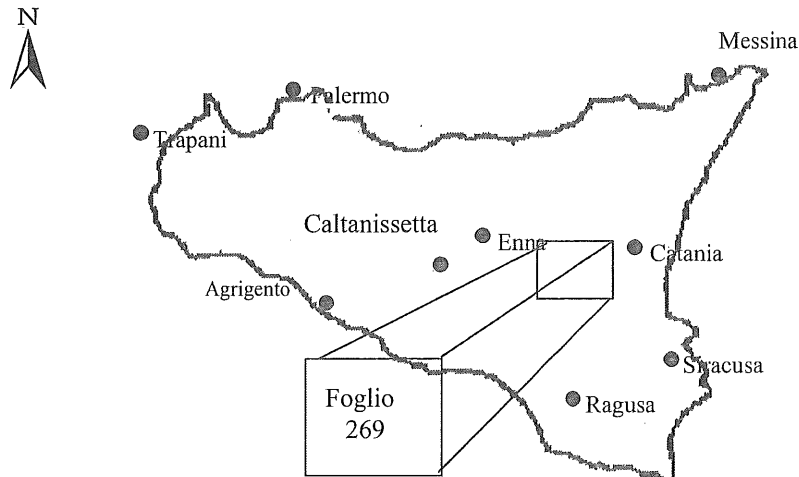 N
Messina
Palermo
Trapani
Caltanissetta
Enna
Catania
Agrigento
Siracusa
Foglio
269
Ragusa